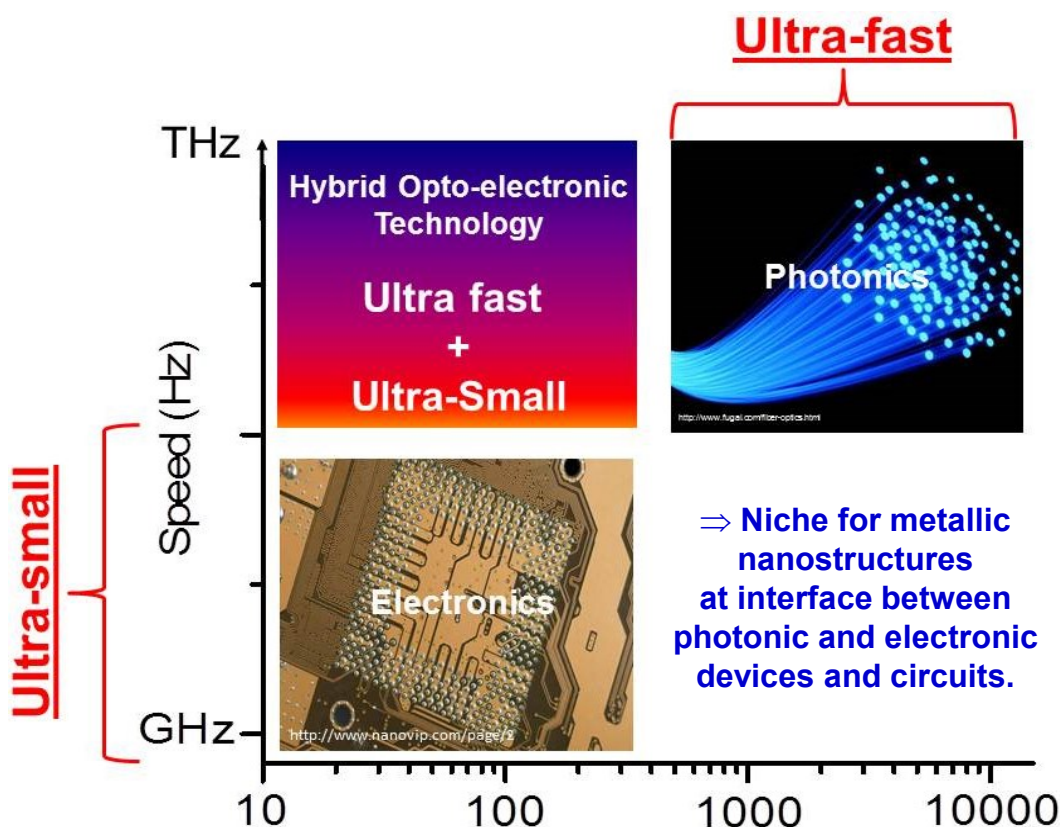 Ultra-fast
THz
Hybrid Opto-electronic
Technology
Ultra fast
+
Ultra-Small
Photonics
http://www.fugal.com/fiber-optics.html
Speed (Hz)
Ultra-small
Electronics
http://www.nanovip.com/page/2
⇒ Niche for metallic
nanostructures
at interface between
photonic and electronic
devices and circuits.
GHz
10 100 1000 10000